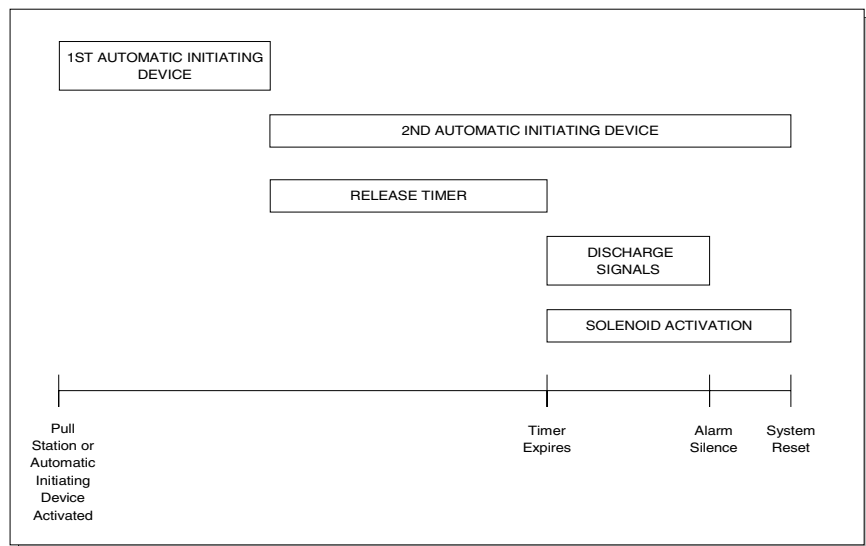 1ST AUTOMATIC INITIATING
DEVICE
2ND AUTOMATIC INITIATING DEVICE
RELEASE TIMER
DISCHARGE
SIGNALS
SOLENOID ACTIVATION
Pull
Station or
Automatic
Initiating
Device
Activated
Timer
Expires
Alarm
Silence
System
Reset